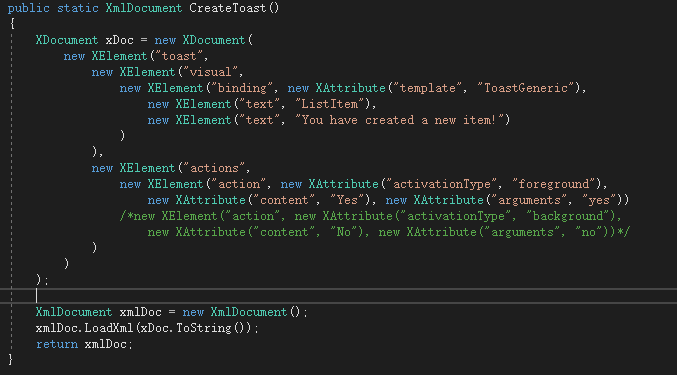 public static XmlDocument CreateToast()
{
    XDocument xDoc = new XDocument(
        new XElement("toast",
            new XElement("visual",
                new XElement("binding", new XAttribute("template", "ToastGeneric"),
                    new XElement("text", "ListItem"),
                    new XElement("text", "You have created a new item!")
                )
            ),
            new XElement("actions",
                new XElement("action", new XAttribute("activationType", "foreground"),
                    new XAttribute("content", "Yes"), new XAttribute("arguments", "yes"))
                /*new XElement("action", new XAttribute("activationType", "background"),
                    new XAttribute("content", "No"), new XAttribute("arguments", "no"))*/
            )
        )
    );
    XmlDocument xmlDoc = new XmlDocument();
    xmlDoc.LoadXml(xDoc.ToString());
    return xmlDoc;
}